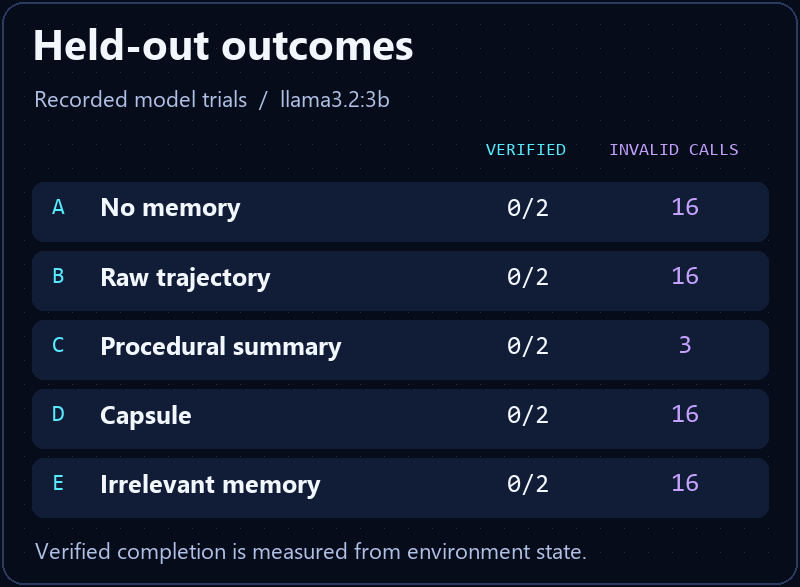 Held-out outcomes
Recorded model trials / llama3.2:3b
VERIFIED INVALID CALLS
A No memory 0/2 16
B Raw trajectory 0/2 16
C Procedural summary 0/2 3
D Capsule 0/2 16
E Irrelevant memory 0/2 16
Verified completion is measured from environment state.